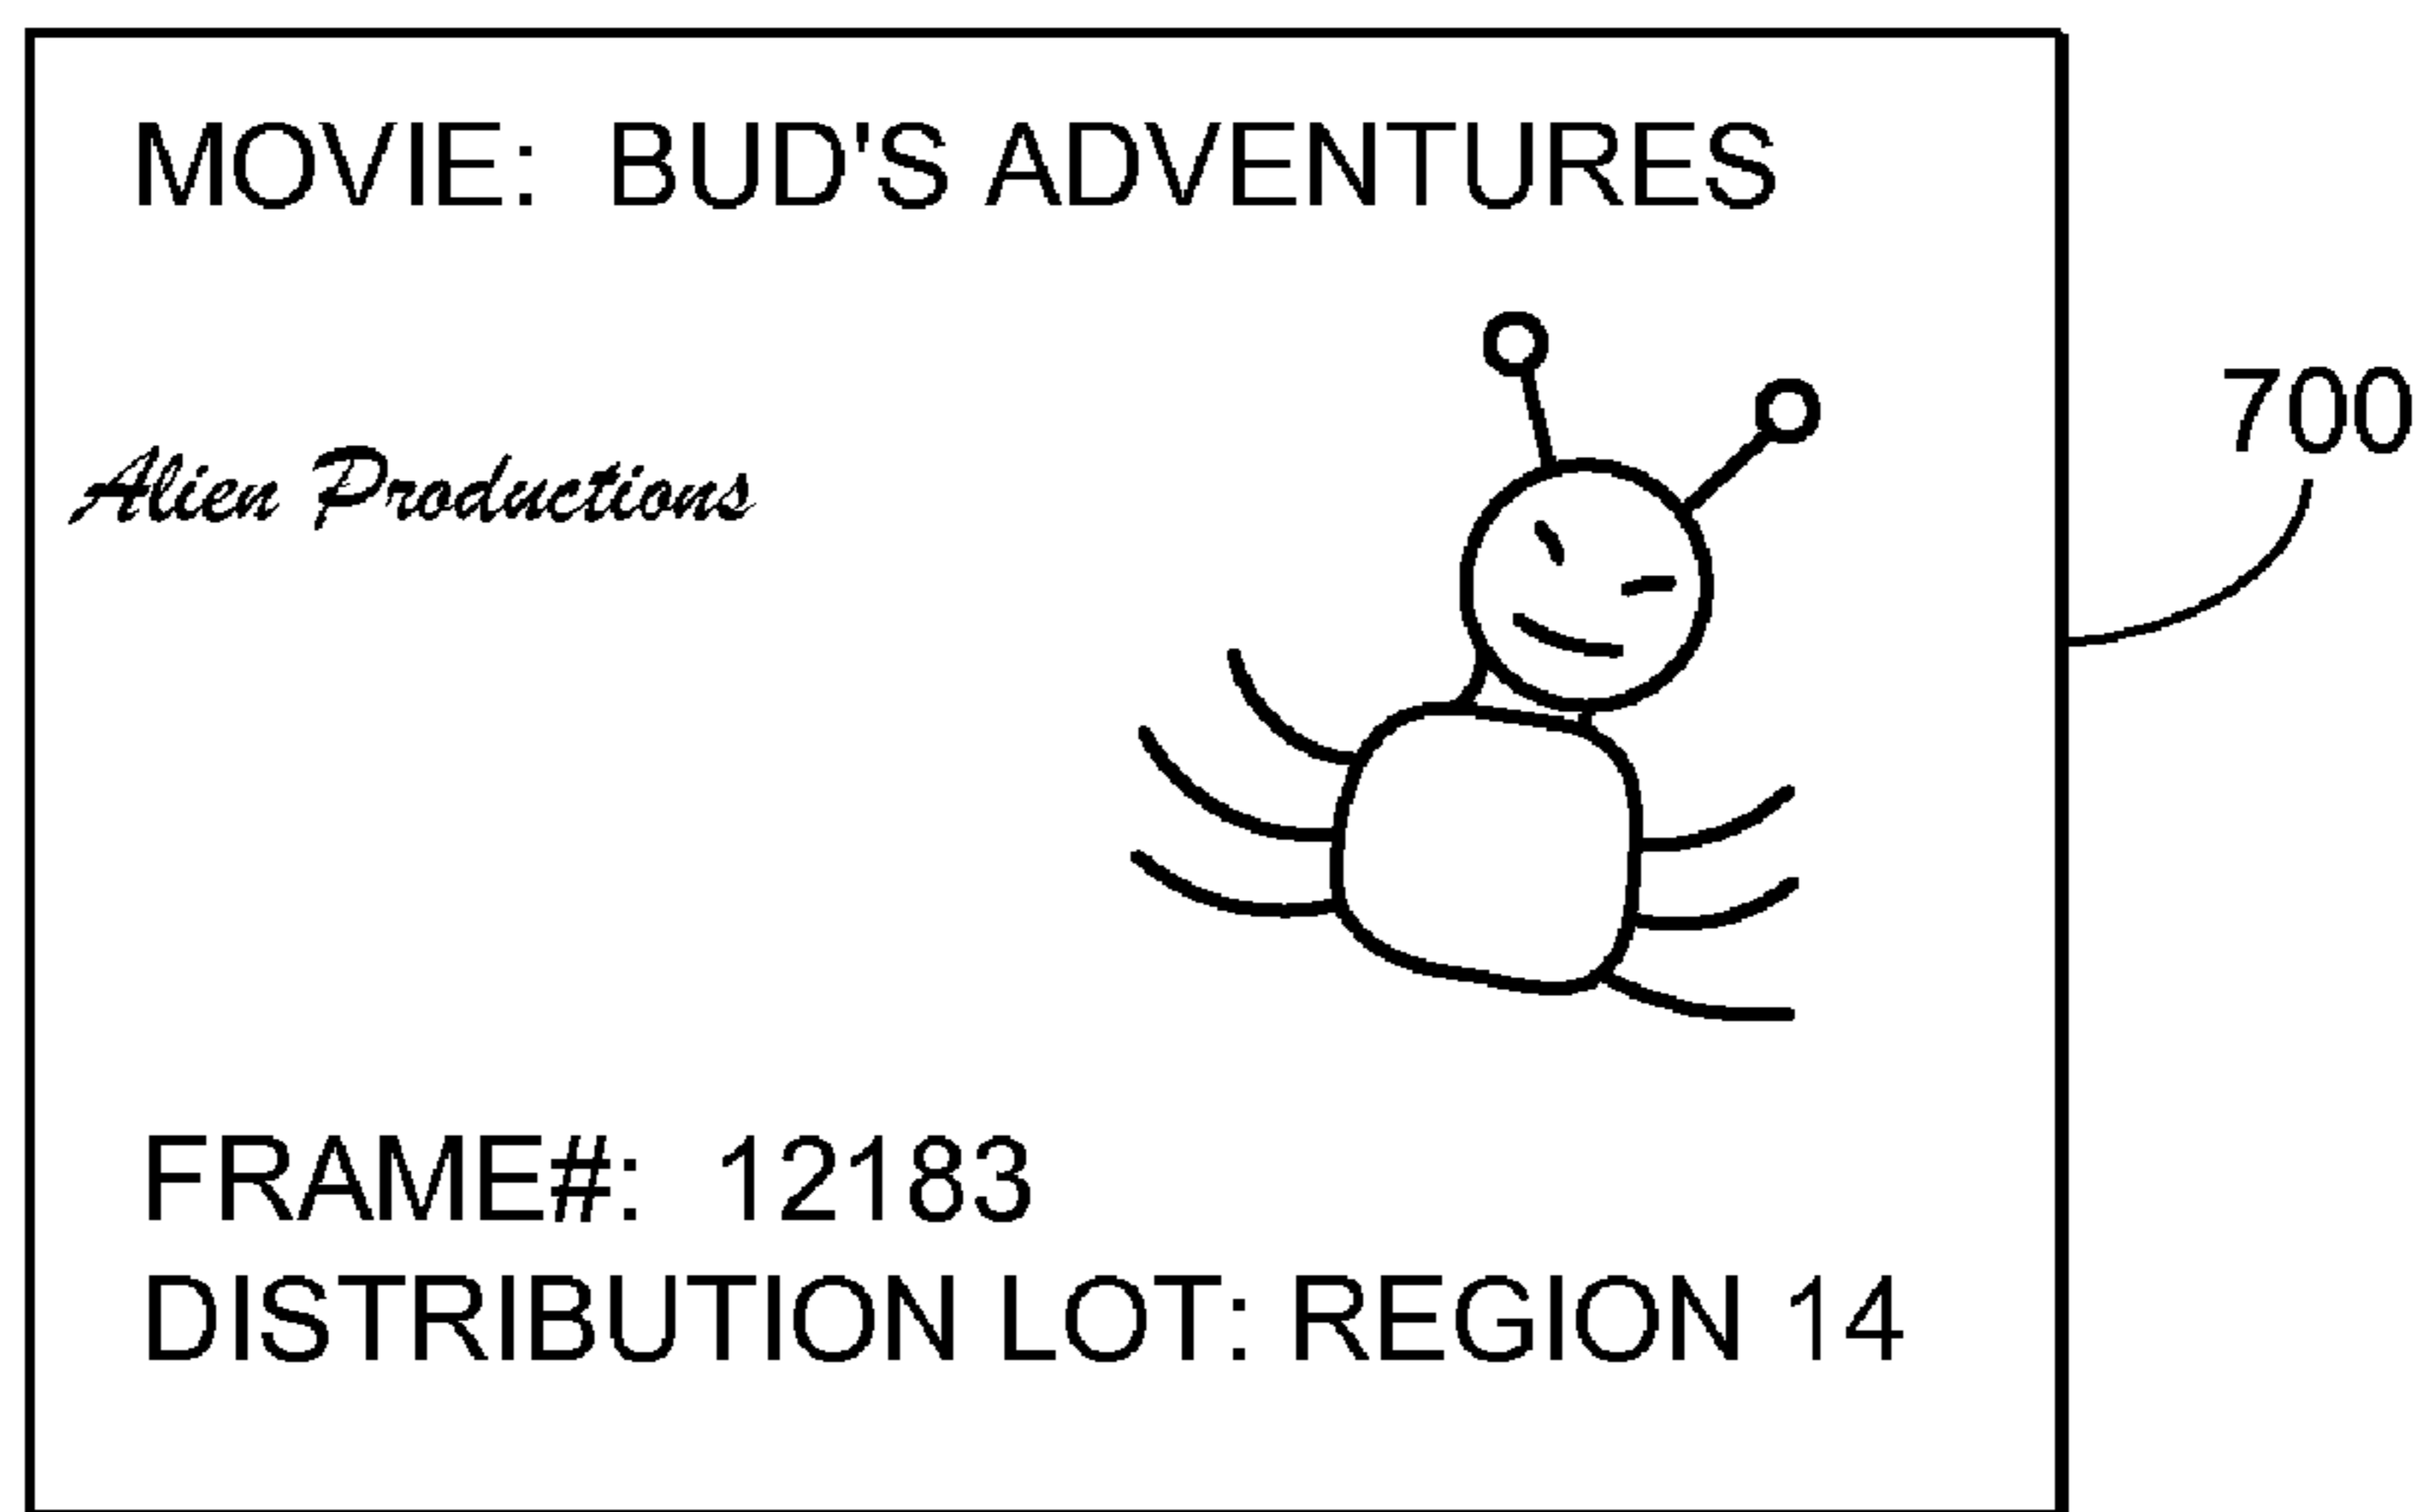 MOVIE: BUD'S ADVENTURES
700
Alien Productions
FRAME#: 12183
DISTRIBUTION LOT: REGION 14